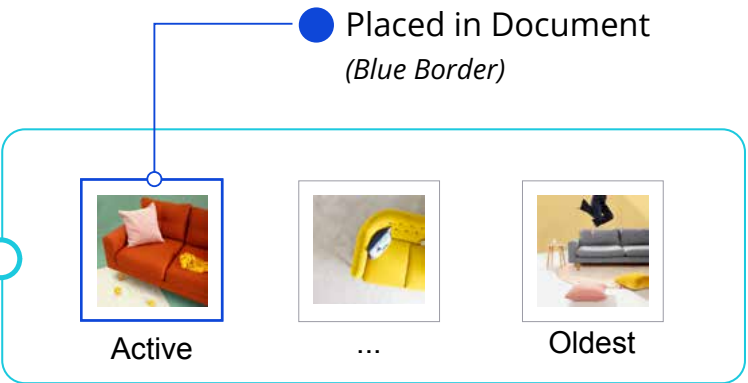 Placed in Document
(Blue Border)
Active
...
Oldest